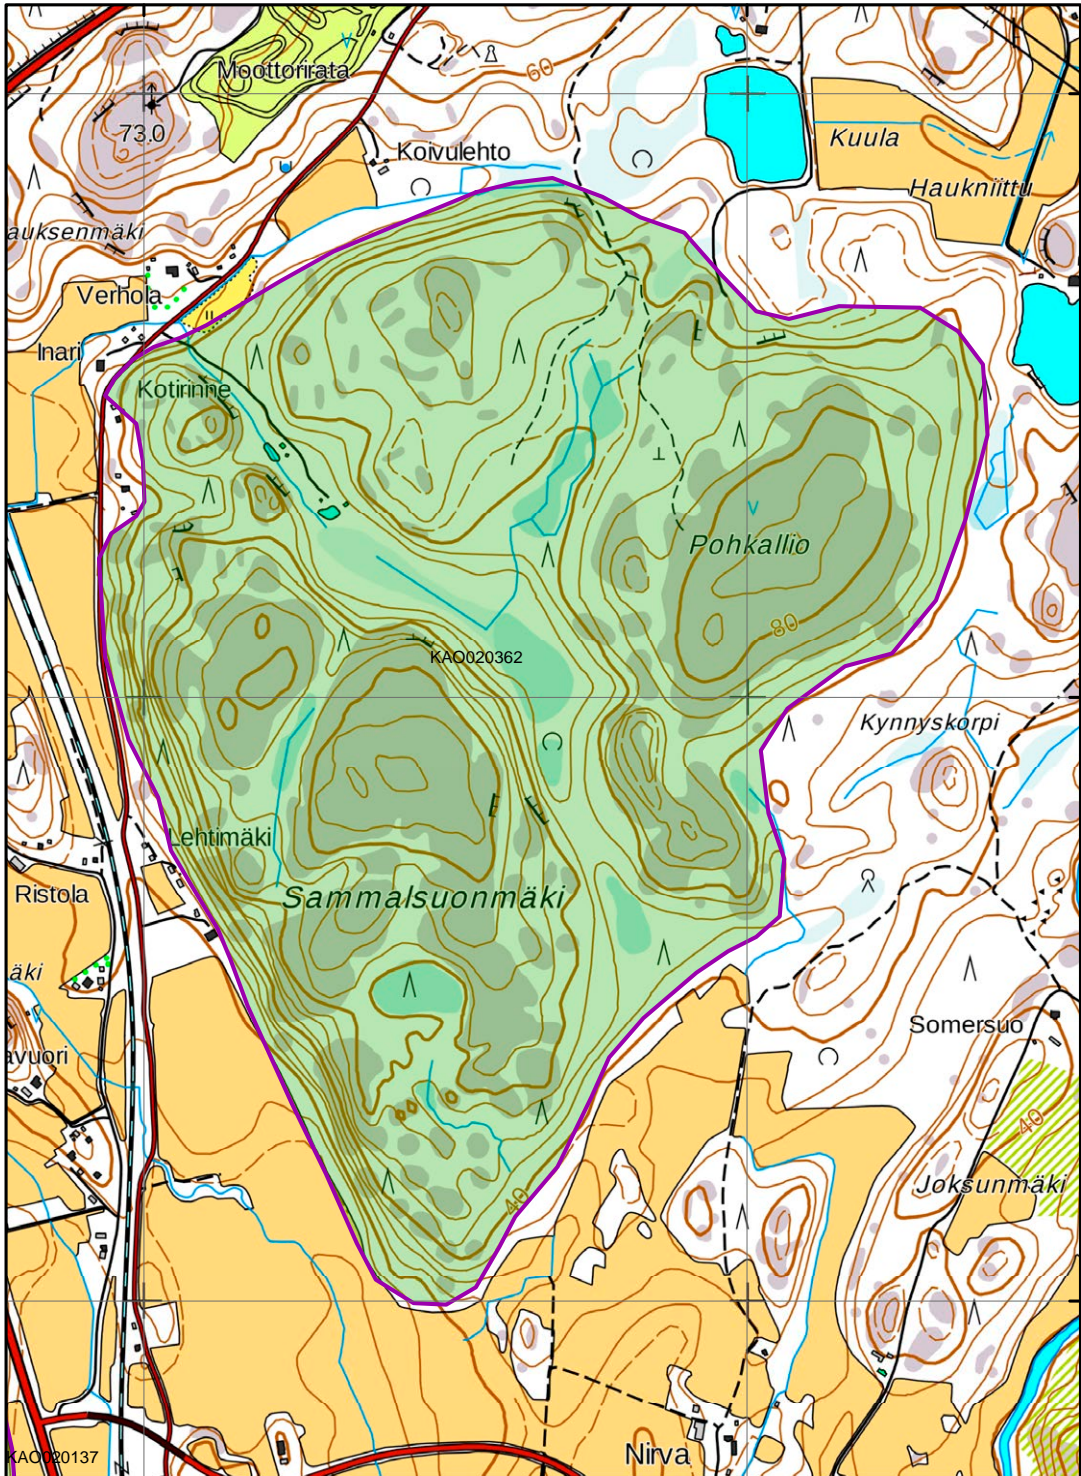 Moottorirata
60
73.0
Koivulehto
Kuula
Haukniittu
auksenmäki
Verhola
Inari
Kotirinne
Pohkallio
80
KAO020362
Kynnyskorpi
Lehtimäki
Ristola
Sammalsuonmäki
äki
Somersuo
avuori
40
Joksunmäki
40
Nirva
KAO020137